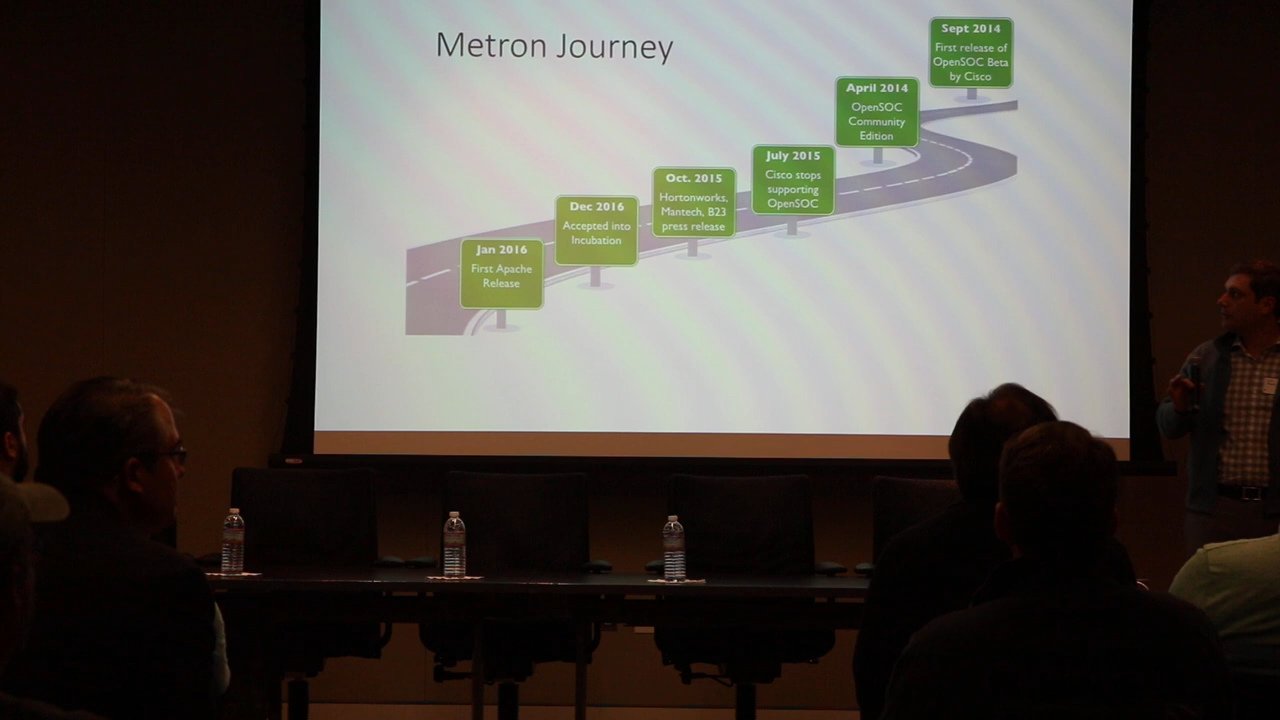 Metron Journey
Sept 2014
First release of
OpenSOC Beta
by Cisco
April 2014
OpenSOC
Community
Edition
July 2015
Cisco stops
supporting
OpenSOC
Oct. 2015
Hortonworks,
Mantech, B23
press release
Dec 2016
Accepted into
Incubation
Jan 2016
First Apache
Release